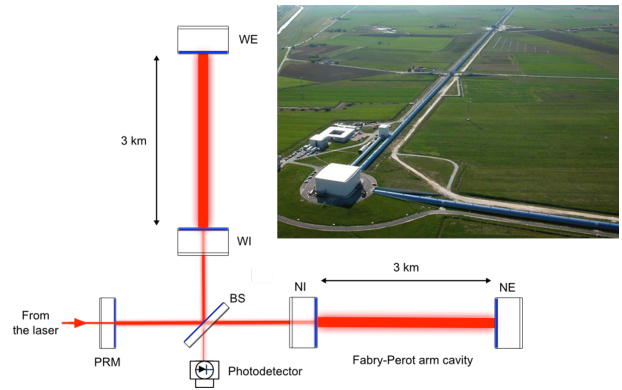 WE
3 km
WI
BS
From
the laser
PRM
Photodetector
NI
3 km
NE
Fabry-Perot arm cavity